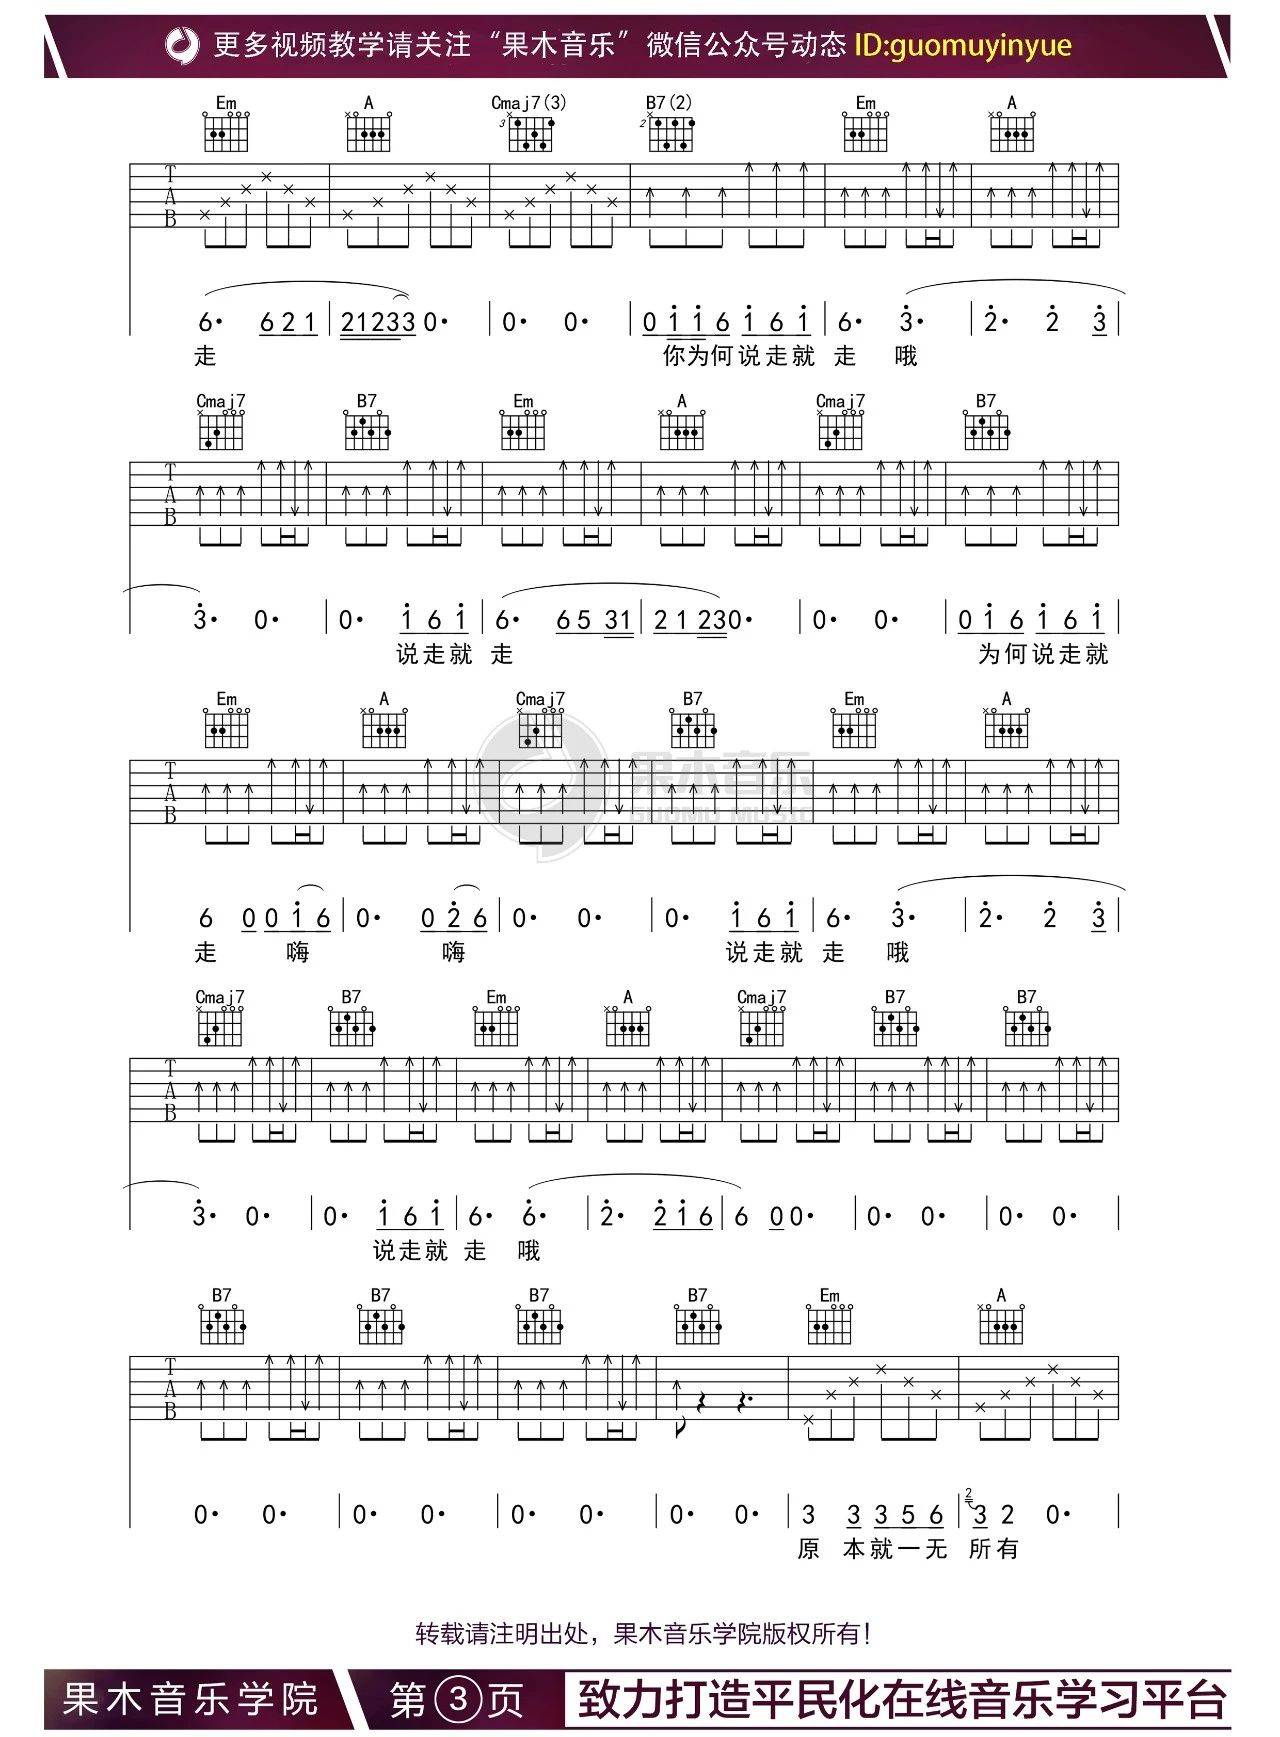 更多视频教学请关注“果木音乐”微信公众号动态 ID:guomuyinyue
Em A Cmaj7(3) B7(2) Em A
3 2
T
A
B
6· 6 2 1 | 2 1 2 3 3 0· | 0· 0· | 0 1 1 6 1 6 1 | 6· 3· | 2· 2 3
走 你为何说走就 走 哦
Cmaj7 B7 Em A Cmaj7 B7
T
A
B
3· 0· | 0· 1 6 1 | 6· 6 5 3 1 | 2 1 2 3 0· | 0· 0· | 0 1 6 1 6 1
说走就 走 为何说走就
Em A Cmaj7 B7 Em A
果木音乐
GUOMU MUSIC
T
A
B
6 0 0 1 6 | 0· 0 2 6 | 0· 0· | 0· 1 6 1 | 6· 3· | 2· 2 3
走 嗨 嗨 说走就 走 哦
Cmaj7 B7 Em A Cmaj7 B7 B7
T
A
B
3· 0· | 0· 1 6 1 | 6· 6· | 2· 2 1 6 | 6 0 0· | 0· 0· | 0· 0·
说走就 走 哦
B7 B7 B7 B7 Em A
T
A
B
0· 0· | 0· 0· | 0· 0· | 0· 0· | 3 3 3 5 6 | 2 3 2 0·
原 本就一无 所有
转载请注明出处，果木音乐学院版权所有！
果木音乐学院 第③页 致力打造平民化在线音乐学习平台